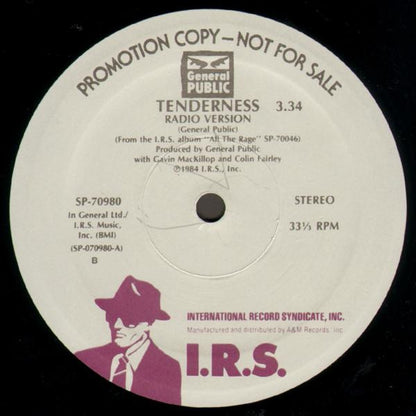 PROMOTION COPY—NOT FOR SALE
General
PUBLIC
TENDERNESS 3.34
RADIO VERSION
(General Public)
(From the I.R.S. album "All The Rage" SP-70046)
Produced by General Public
with Gavin MacKillop and Colin Fairley
℗1984 I.R.S., Inc.
SP-70980
STEREO
In General Ltd./
I.R.S. Music,
Inc. (BMI)
33⅓ RPM
(SP-070980-A)
B
INTERNATIONAL RECORD SYNDICATE, INC.
Manufactured and distributed by A&M Records, Inc
I.R.S.